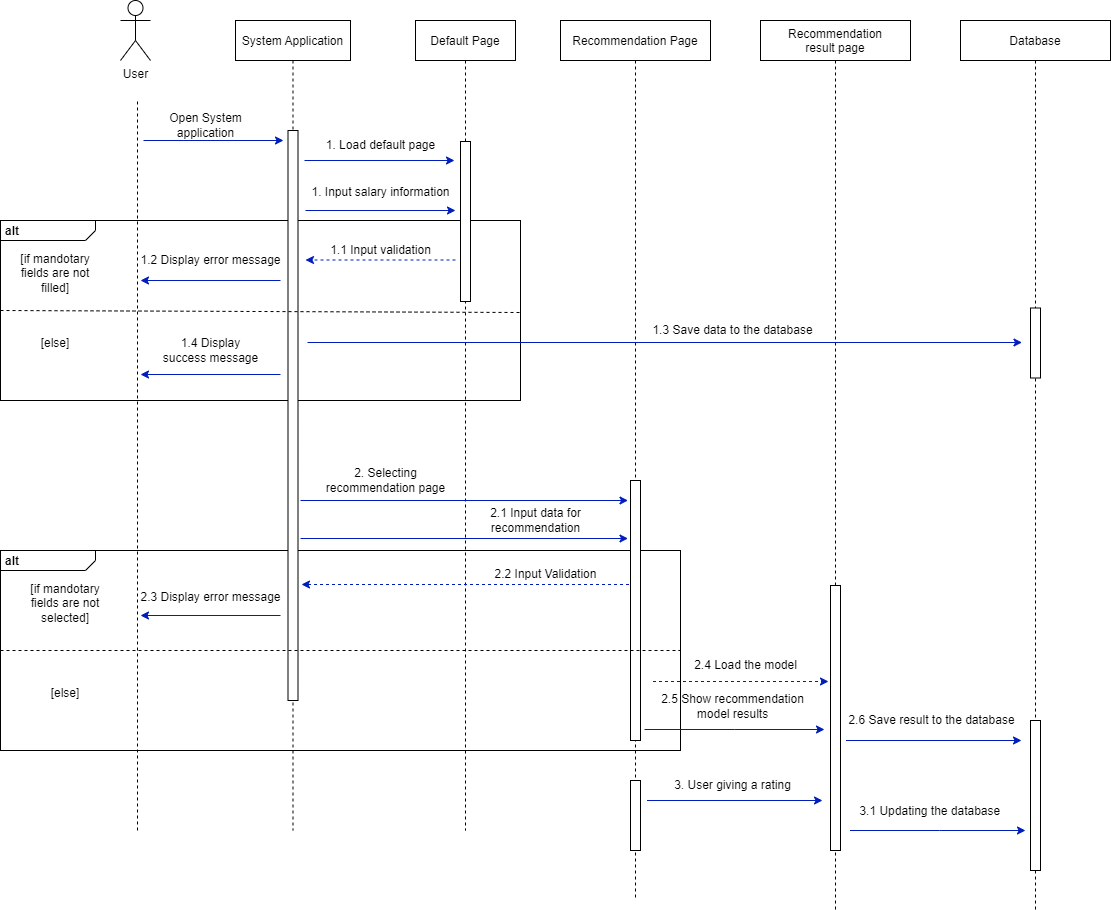 User
System Application
Default Page
Recommendation Page
Recommendation
result page
Database
Open System
application
1. Load default page
1. Input salary information
alt
[if mandotary
fields are not
filled]
1.1 Input validation
1.2 Display error message
[else]
1.3 Save data to the database
1.4 Display
success message
2. Selecting
recommendation page
2.1 Input data for
recommendation
alt
[if mandotary
fields are not
selected]
2.2 Input Validation
2.3 Display error message
[else]
2.4 Load the model
2.5 Show recommendation
model results
2.6 Save result to the database
3. User giving a rating
3.1 Updating the database